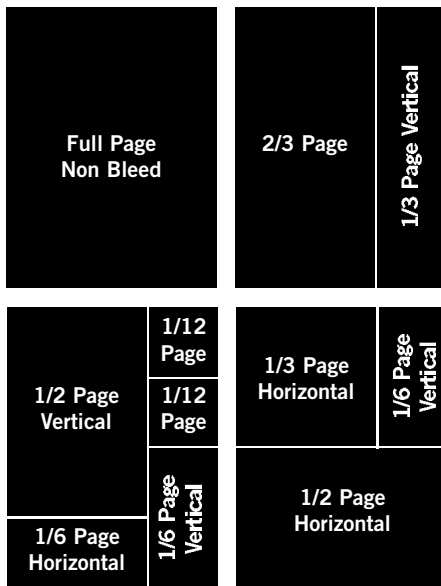 Full Page
Non Bleed
2/3 Page
1/3 Page Vertical
1/2 Page
Vertical
1/12
Page
1/12
Page
1/6 Page
Vertical
1/6 Page
Horizontal
1/3 Page
Horizontal
1/6 Page
Vertical
1/2 Page
Horizontal